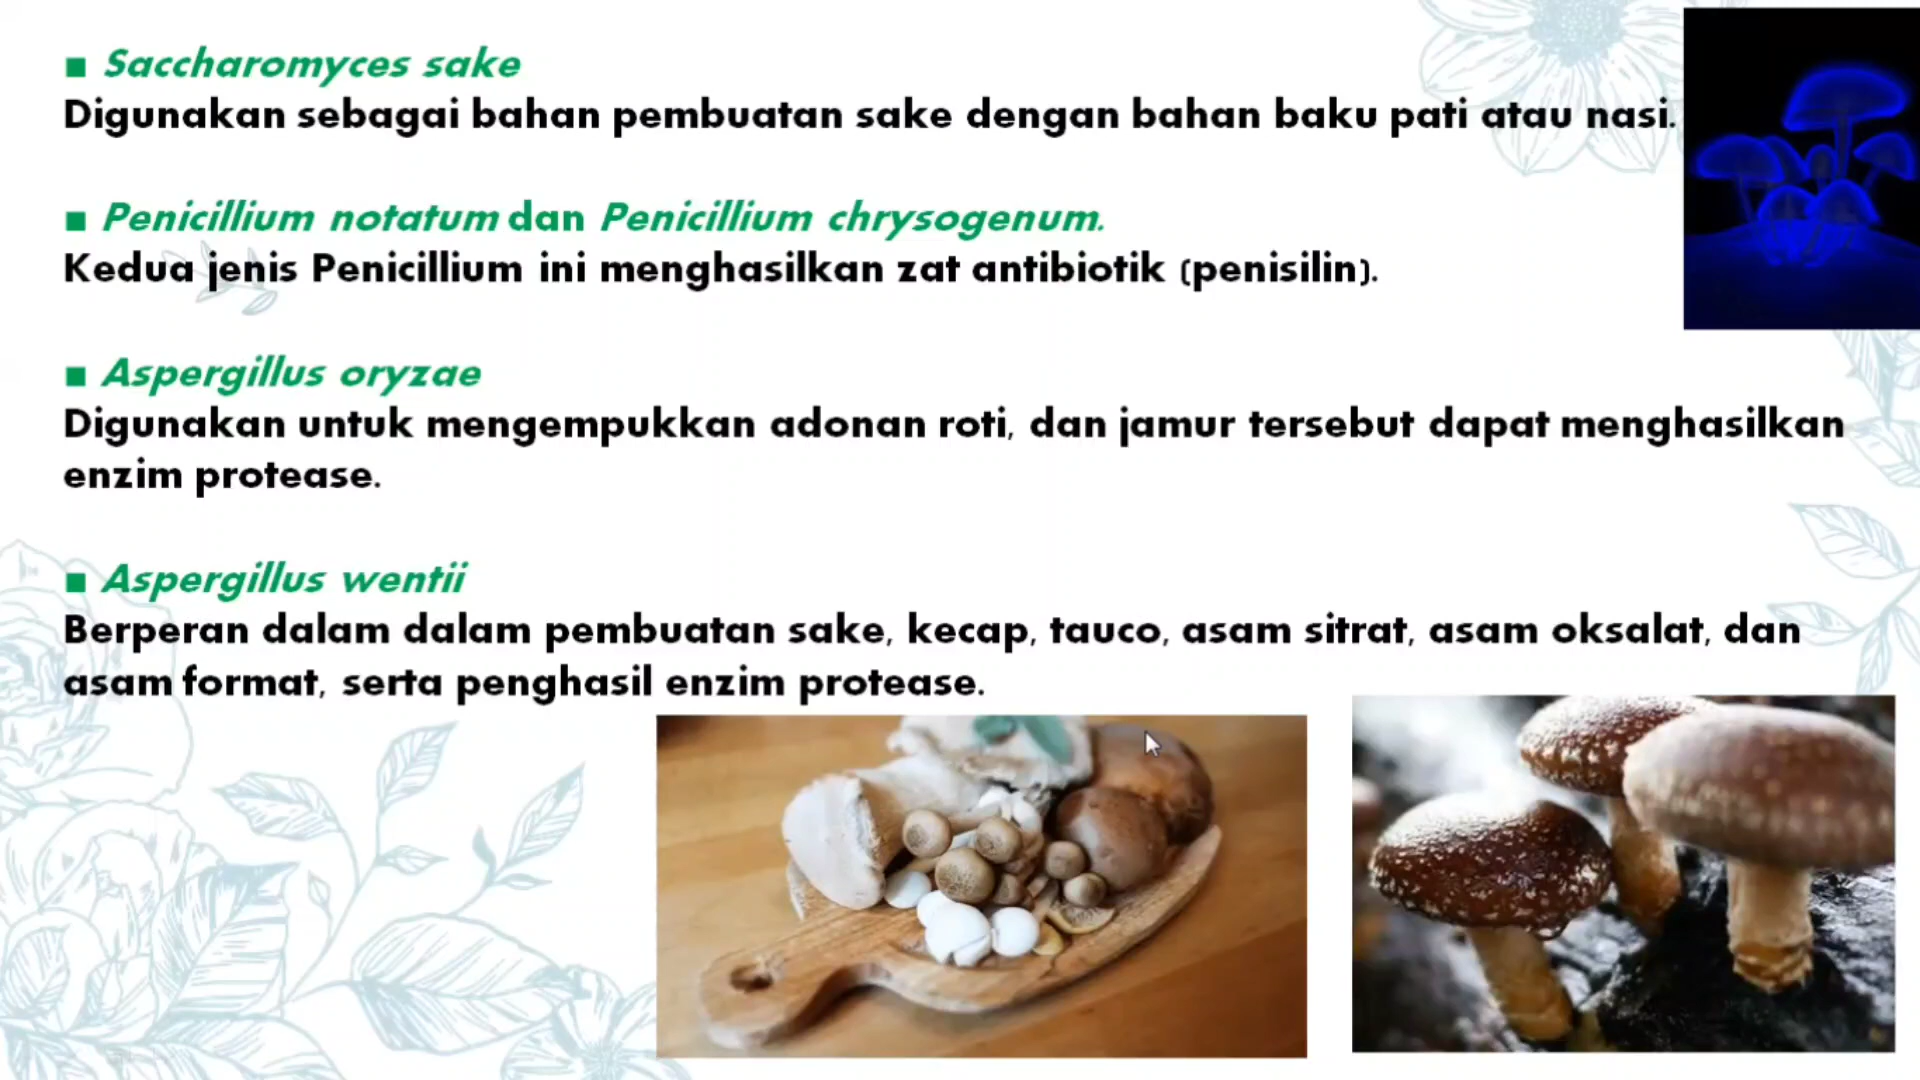 ▪ Saccharomyces sake
Digunakan sebagai bahan pembuatan sake dengan bahan baku pati atau nasi.
▪ Penicillium notatum dan Penicillium chrysogenum.
Kedua jenis Penicillium ini menghasilkan zat antibiotik (penisilin).
▪ Aspergillus oryzae
Digunakan untuk mengempukkan adonan roti, dan jamur tersebut dapat menghasilkan
enzim protease.
▪ Aspergillus wentii
Berperan dalam dalam pembuatan sake, kecap, tauco, asam sitrat, asam oksalat, dan
asam format, serta penghasil enzim protease.